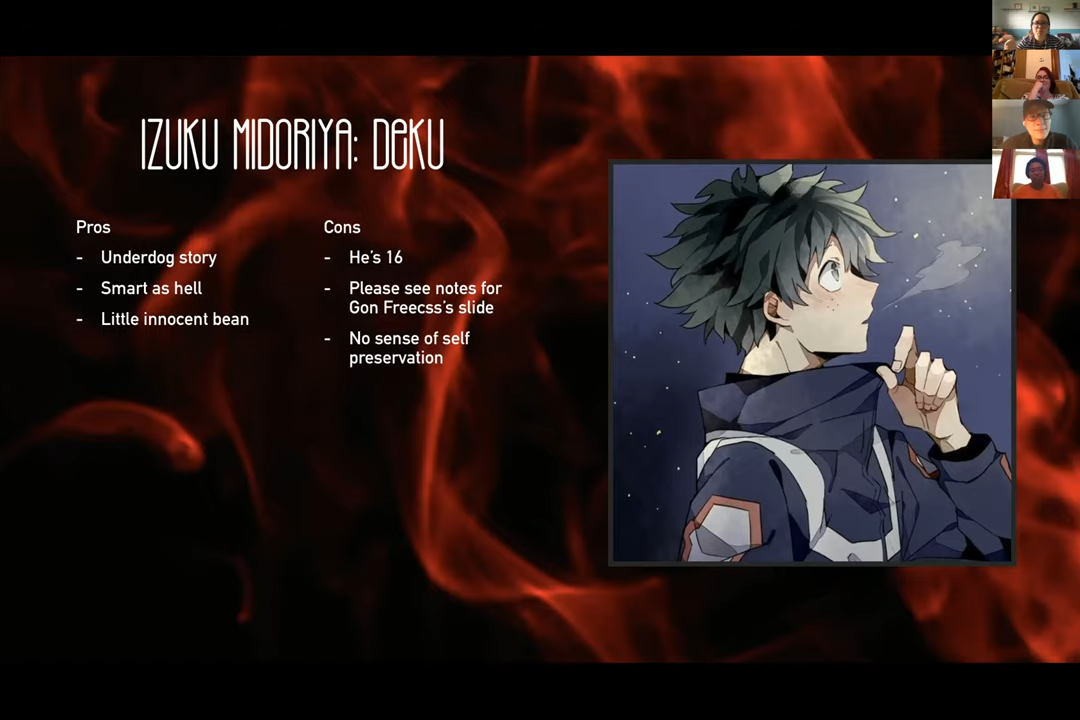 IZUKU MIDORIYA: DEKU
Pros
- Underdog story
- Smart as hell
- Little innocent bean
Cons
- He's 16
- Please see notes for
Gon Freecss's slide
- No sense of self
preservation